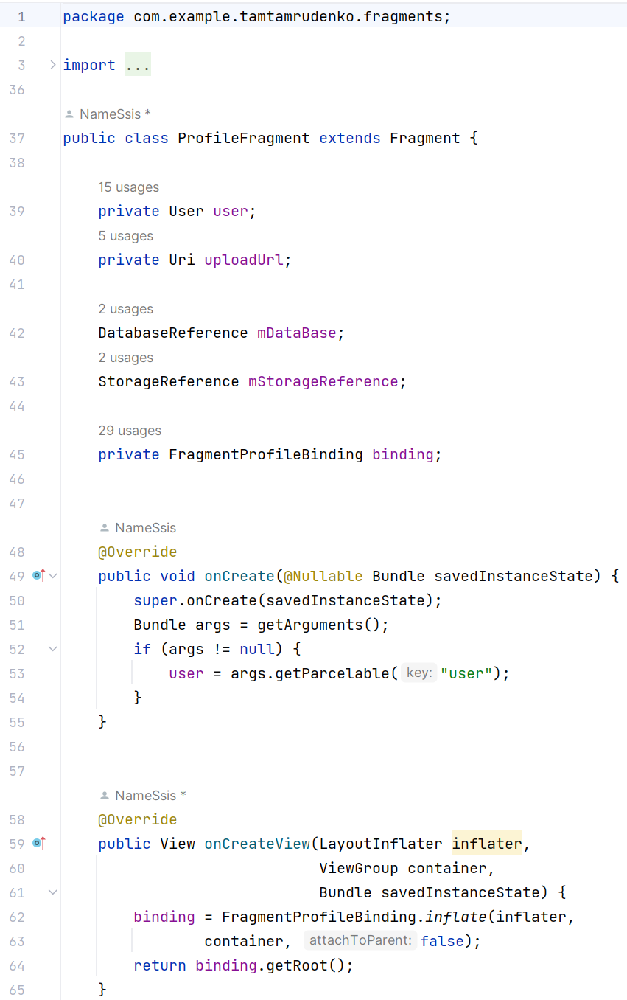 1 package com.example.tamtamrudenko.fragments;
2
3 import ...
36
NameSsis *
37 public class ProfileFragment extends Fragment {
38
15 usages
39 private User user;
5 usages
40 private Uri uploadUrl;
41
2 usages
42 DatabaseReference mDataBase;
2 usages
43 StorageReference mStorageReference;
44
29 usages
45 private FragmentProfileBinding binding;
46
47
NameSsis
48 @Override
49 public void onCreate(@Nullable Bundle savedInstanceState) {
50 super.onCreate(savedInstanceState);
51 Bundle args = getArguments();
52 if (args != null) {
53 user = args.getParcelable( key: "user");
54 }
55 }
56
57
NameSsis *
58 @Override
59 public View onCreateView(LayoutInflater inflater,
60 ViewGroup container,
61 Bundle savedInstanceState) {
62 binding = FragmentProfileBinding.inflate(inflater,
63 container, attachToParent: false);
64 return binding.getRoot();
65 }